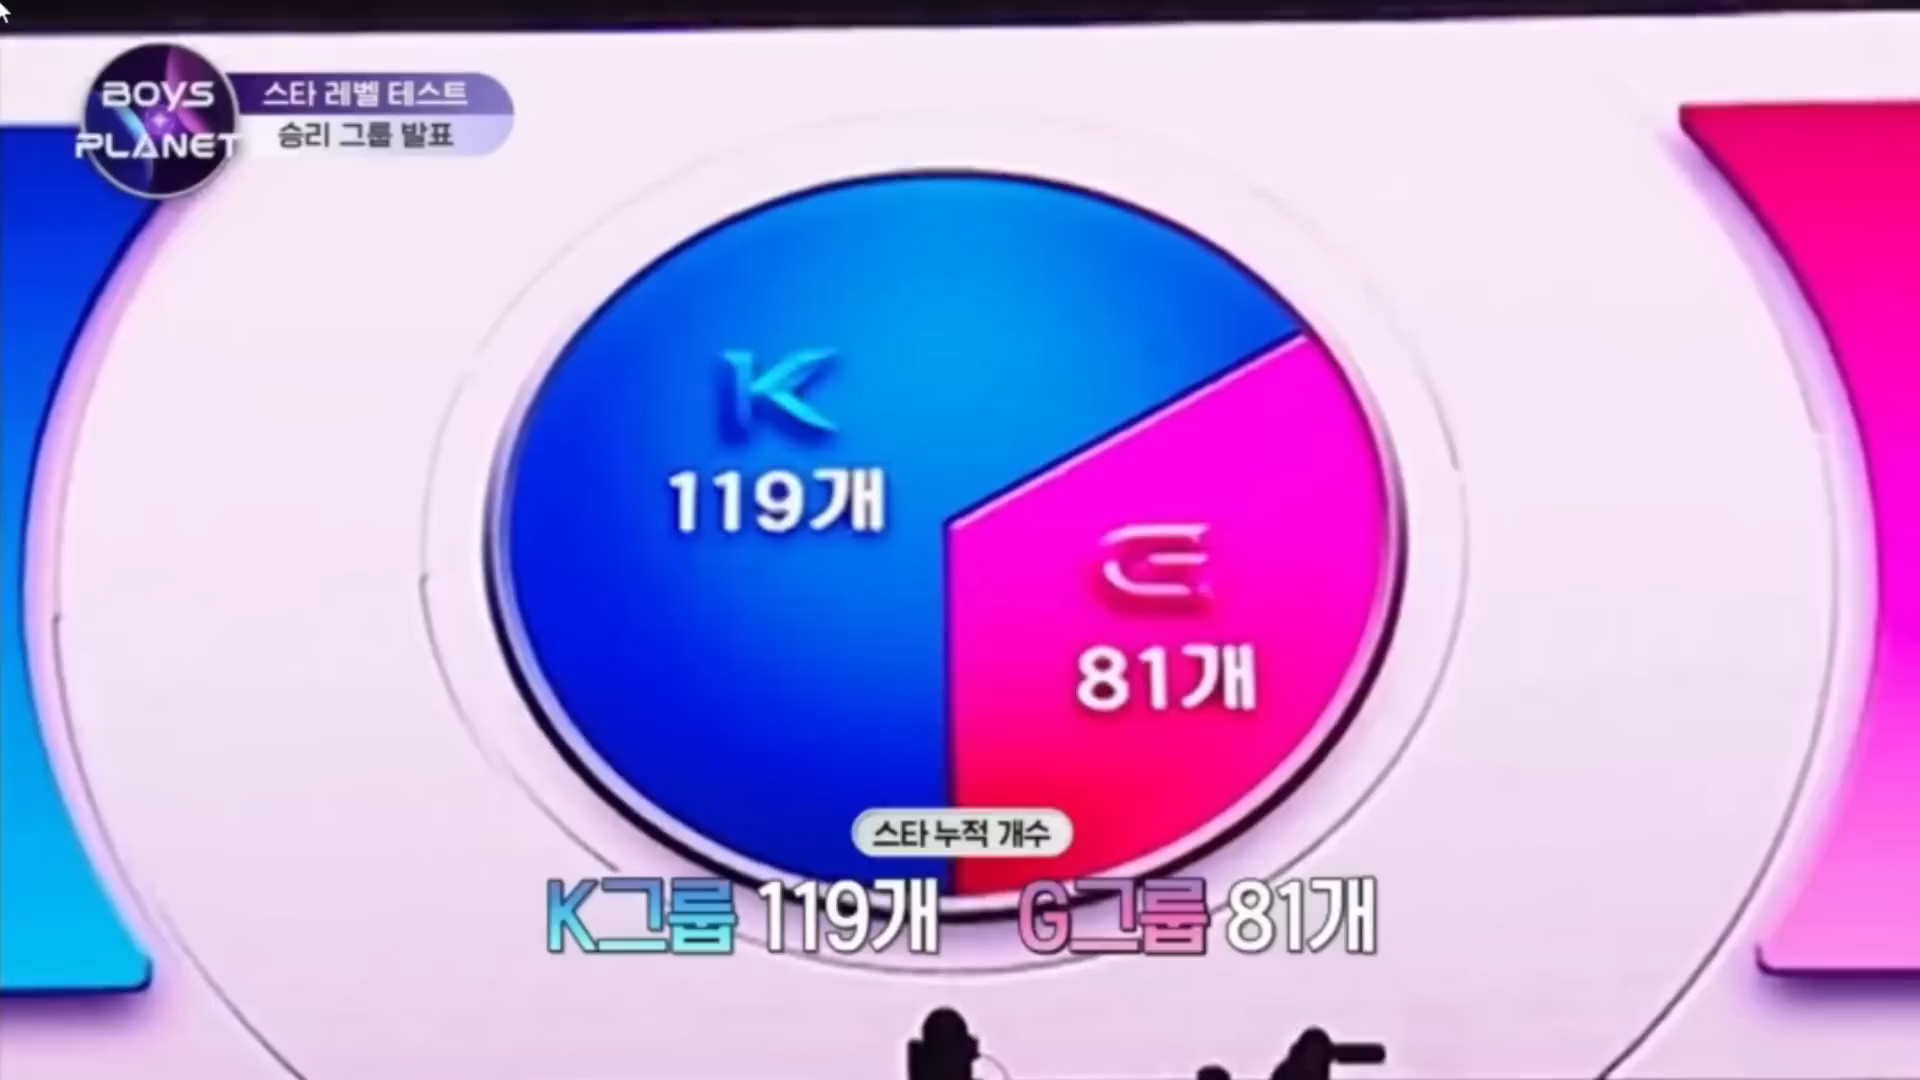 BOYS
PLANET
스타 레벨 테스트
승리 그룹 발표
K
119개
G
81개
스타 누적 개수
K그룹 119개 G그룹 81개